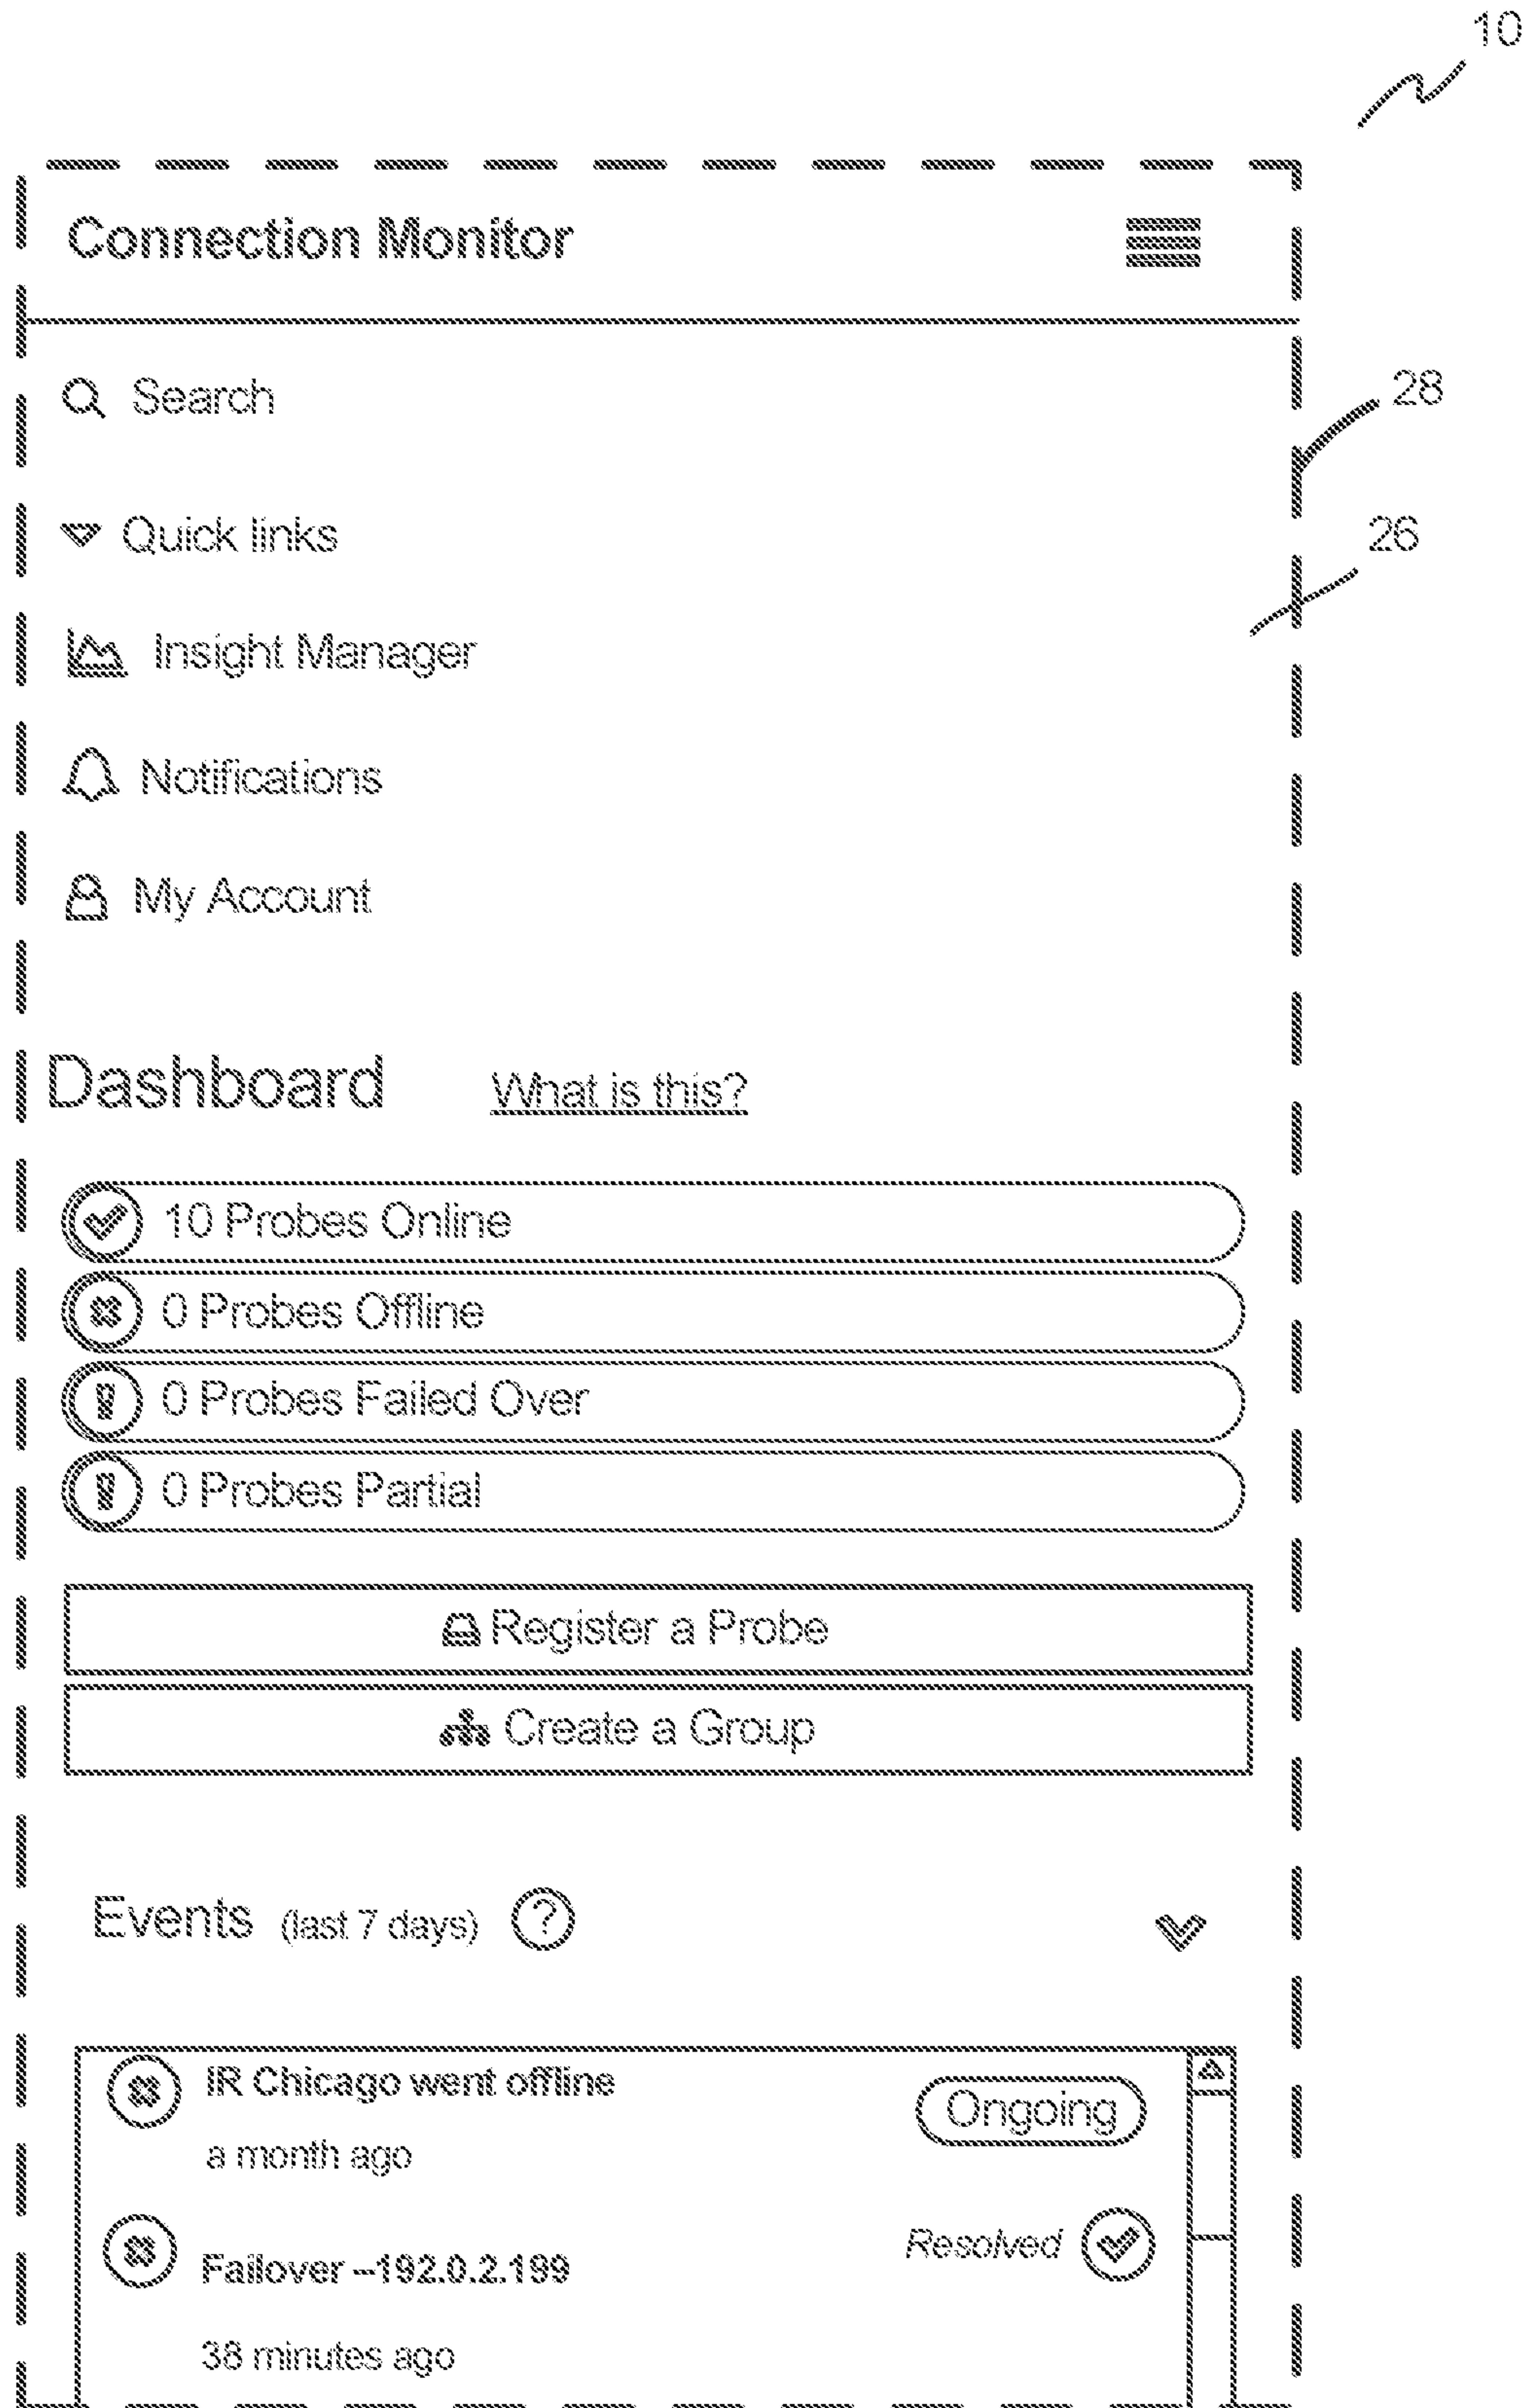 10
Connection Monitor
Search
28
Quick links
26
Insight Manager
Notifications
My Account
Dashboard What is this?
10 Probes Online
0 Probes Offline
0 Probes Failed Over
0 Probes Partial
Register a Probe
Create a Group
Events (last 7 days) ?
IR Chicago went offline
Ongoing
a month ago
Resolved
Failover –192.0.2.199
38 minutes ago